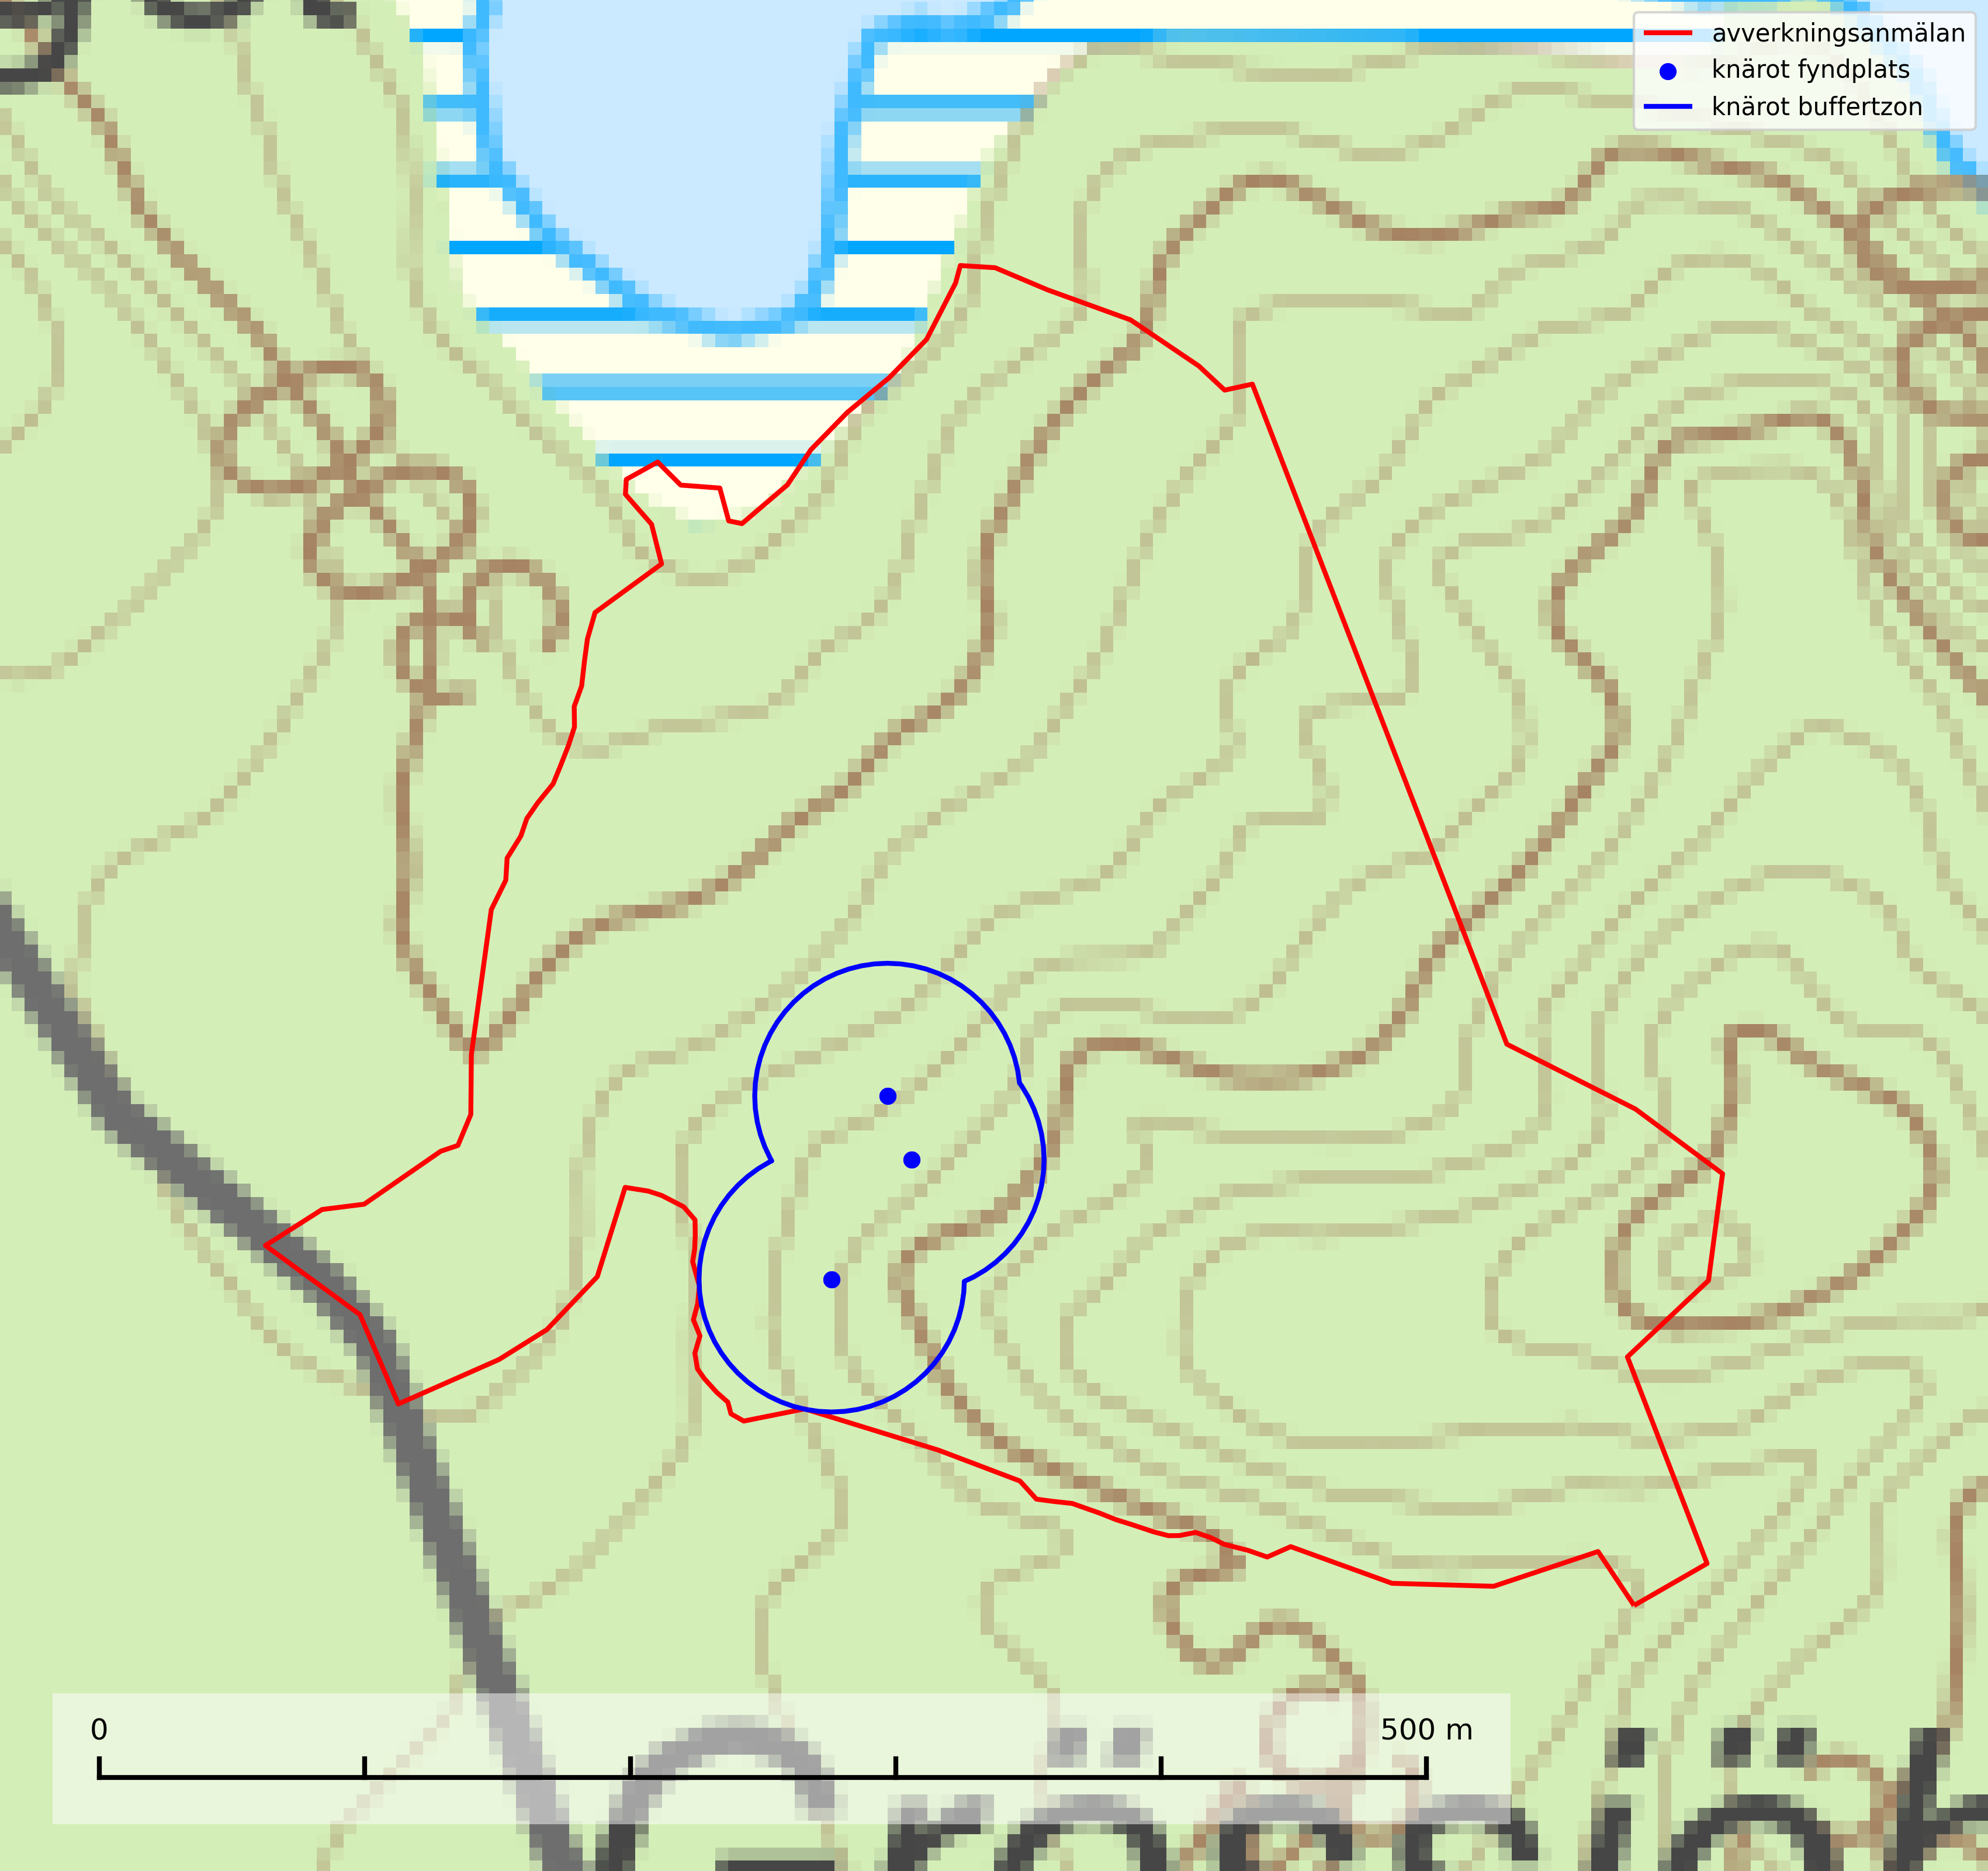 avverkningsanmälan
knärot fyndplats
knärot buffertzon
0 500 m